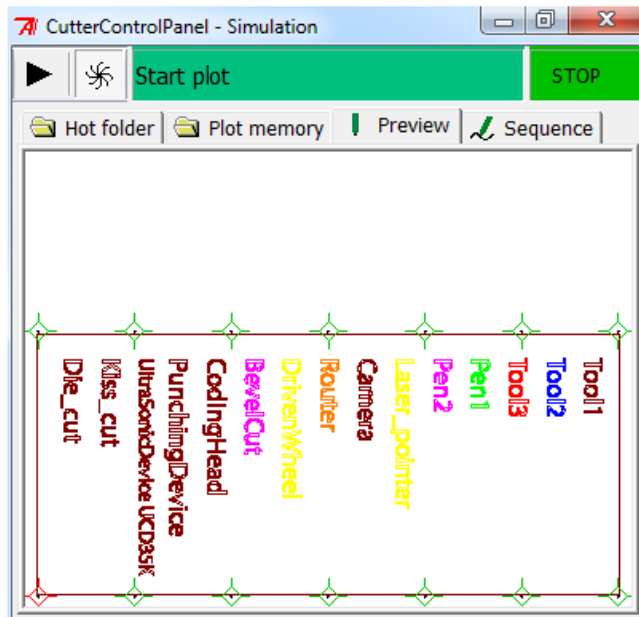 CutterControlPanel - Simulation
Start plot
STOP
Hot folder
Plot memory
Preview
Sequence
Tool1
Tool2
Tool3
Pen1
Pen2
Laser_pointer
Camera
Router
DrivenWheel
BevelCut
CodingHead
PunchingDevice
UltraSonicDevice UCD35K
Kiss_cut
Die_cut